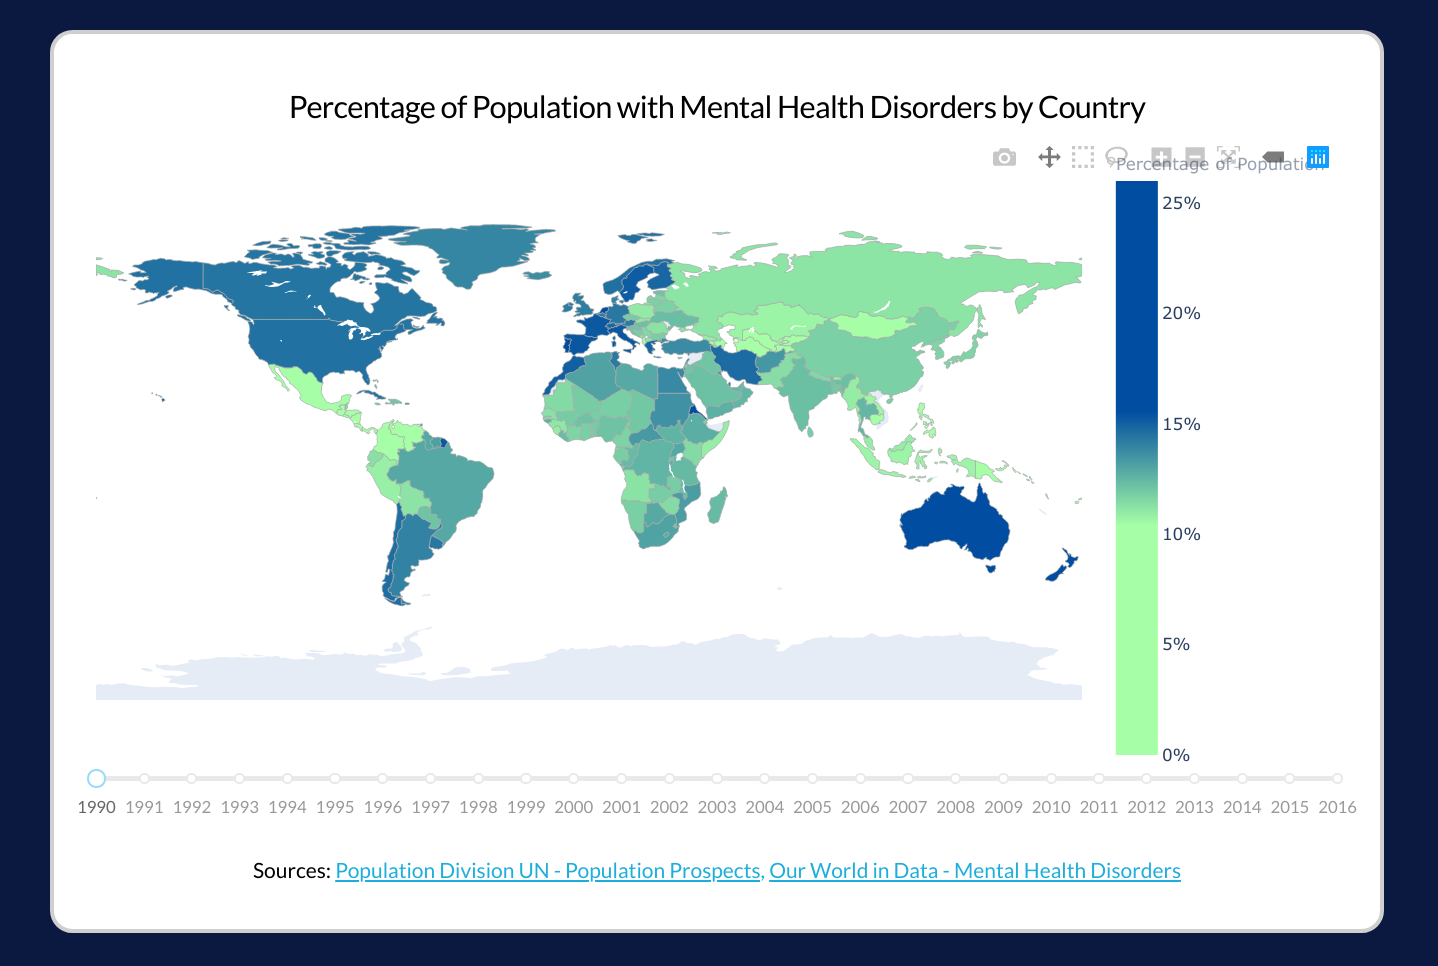 Percentage of Population with Mental Health Disorders by Country
Percentage of Population
25%
20%
15%
10%
5%
0%
1990 1991 1992 1993 1994 1995 1996 1997 1998 1999 2000 2001 2002 2003 2004 2005 2006 2007 2008 2009 2010 2011 2012 2013 2014 2015 2016
Sources: Population Division UN - Population Prospects, Our World in Data - Mental Health Disorders